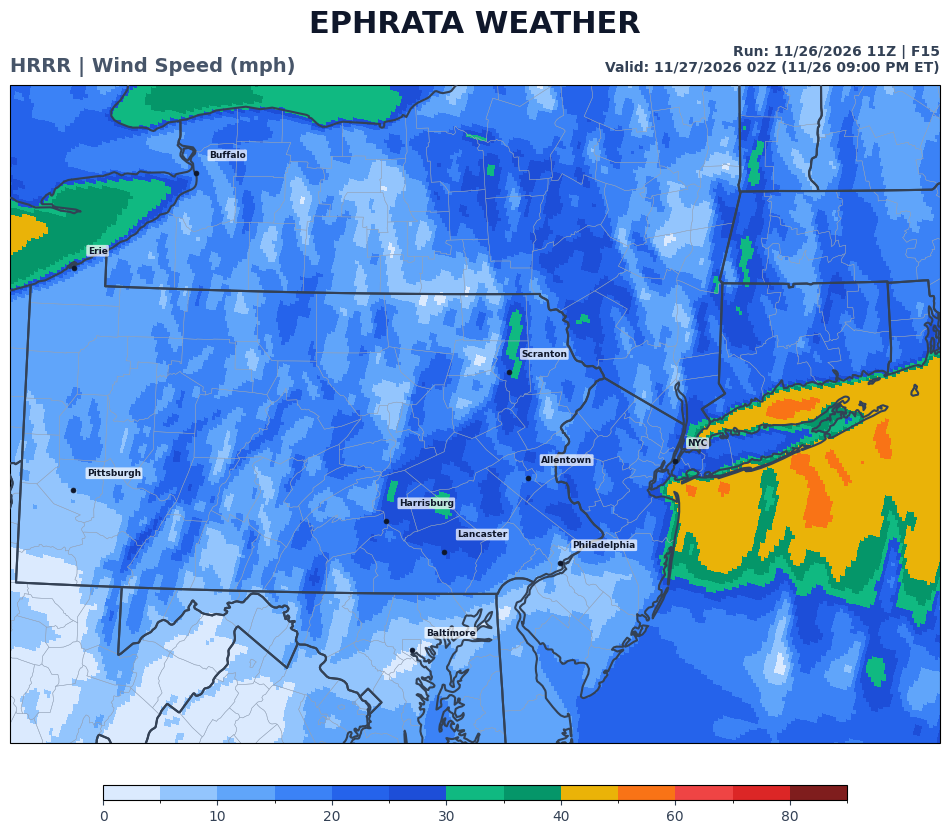 EPHRATA WEATHER
HRRR | Wind Speed (mph)
Run: 11/26/2026 11Z | F15
Valid: 11/27/2026 02Z (11/26 09:00 PM ET)
Buffalo
Erie
Scranton
NYC
Pittsburgh
Allentown
Harrisburg
Lancaster
Philadelphia
Baltimore
0 10 20 30 40 50 60 70 80